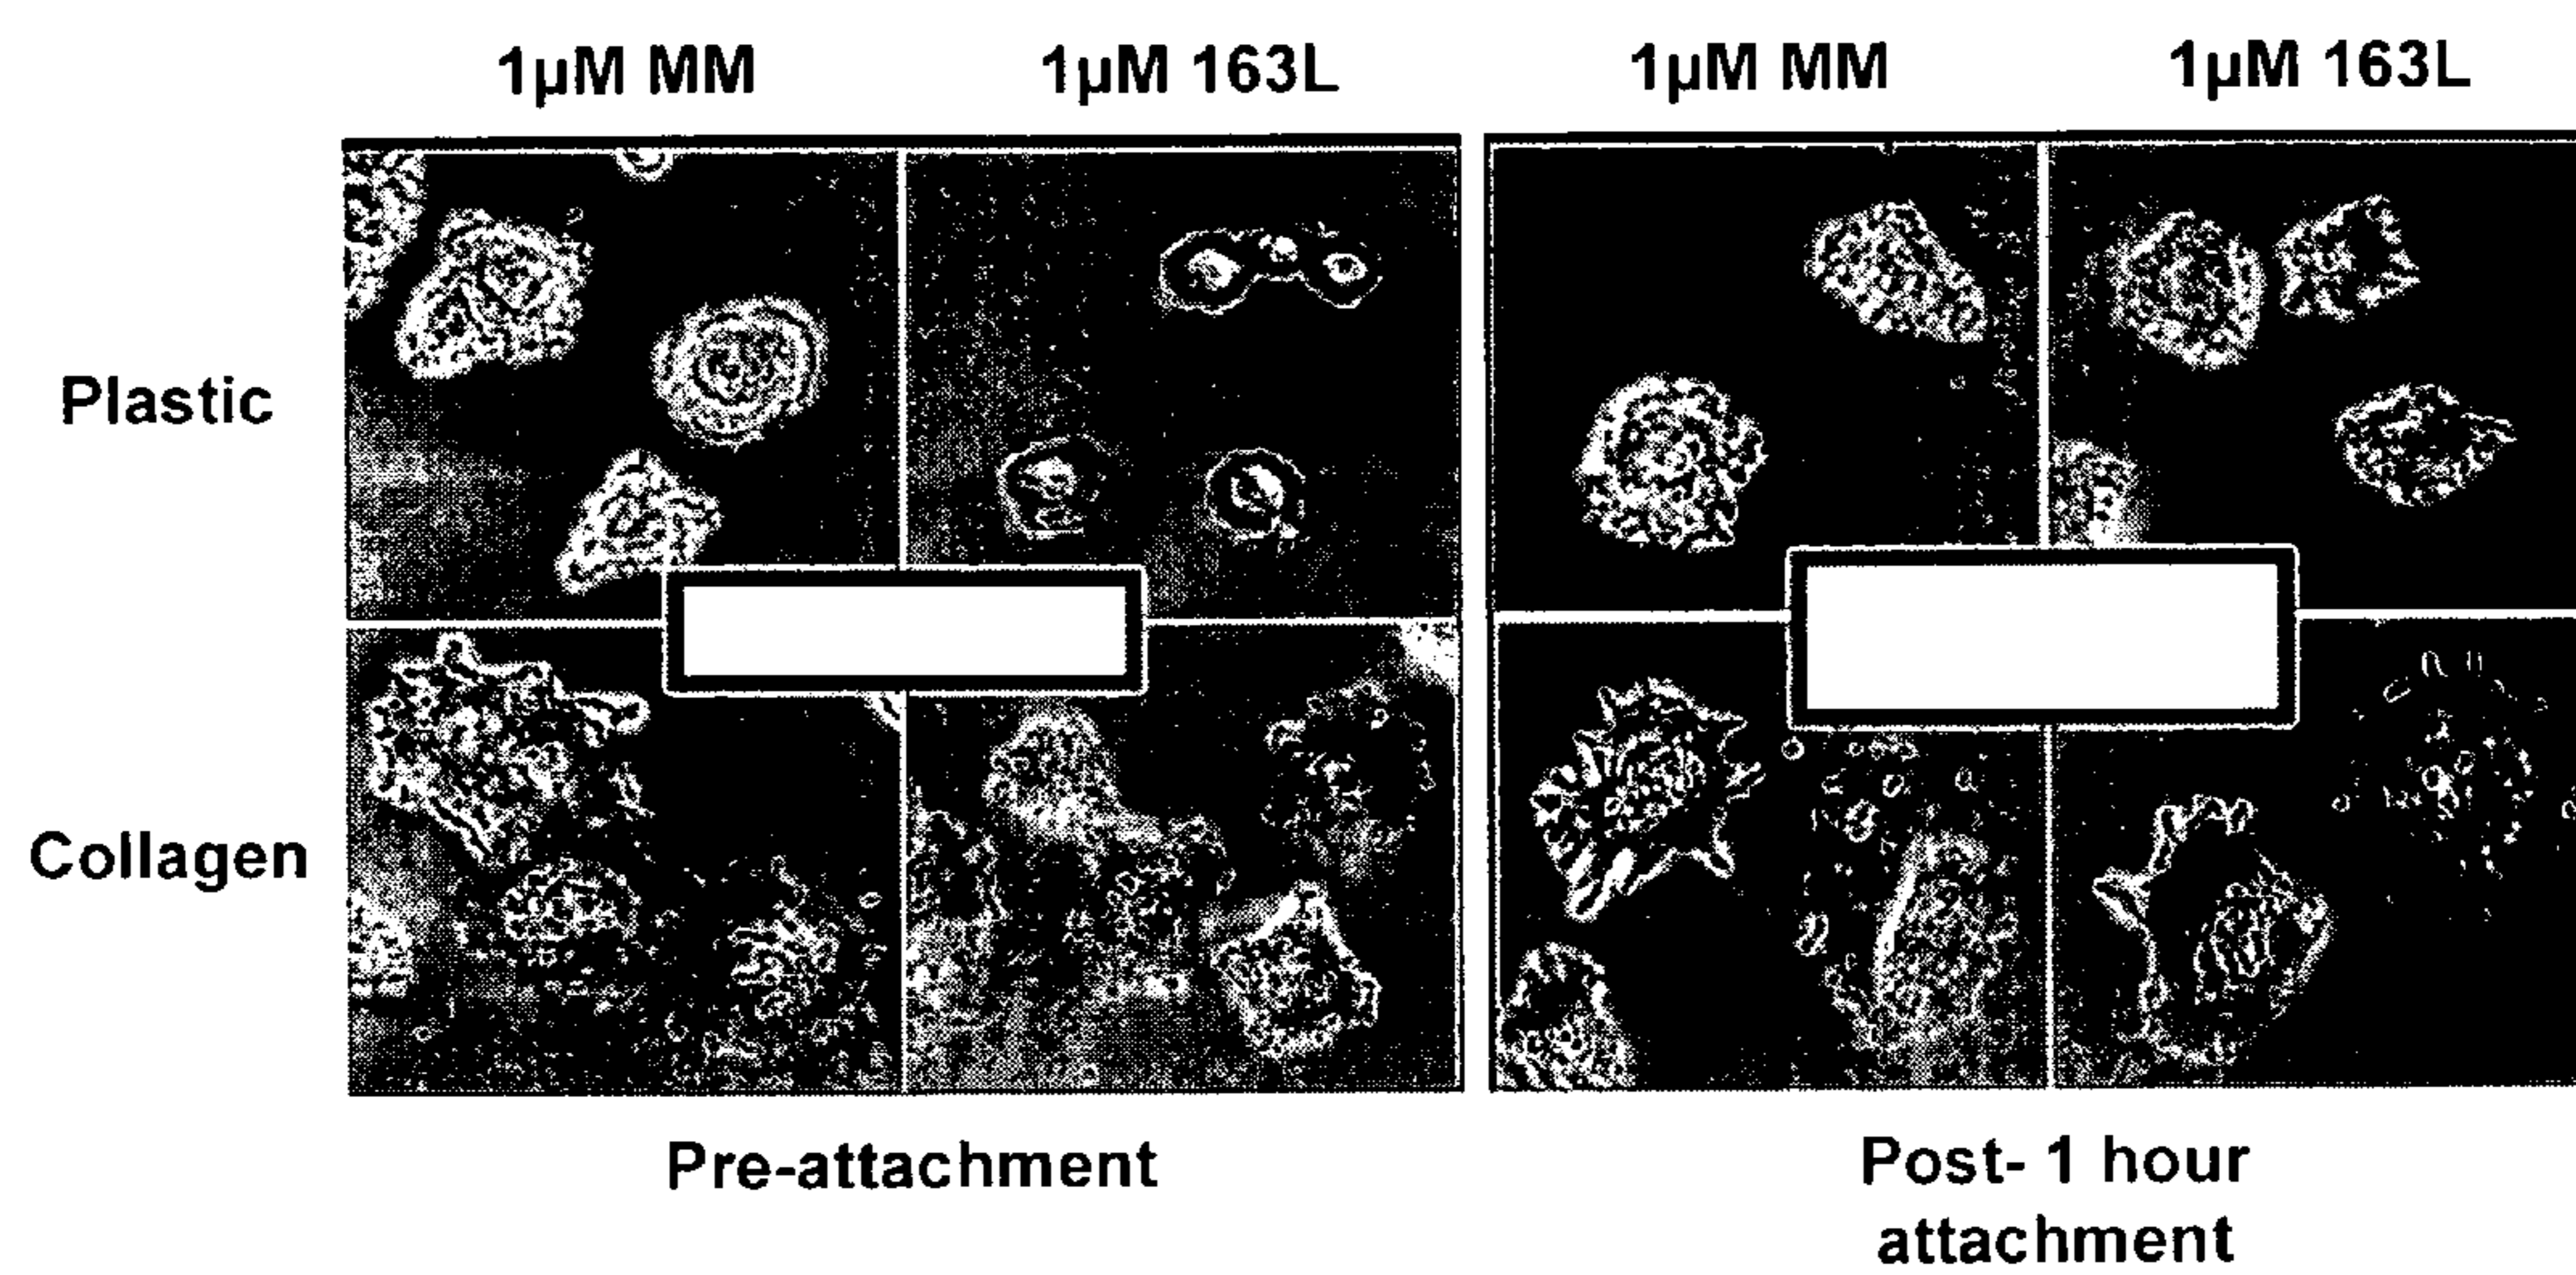 1µM MM 1µM 163L 1µM MM 1µM 163L
Plastic
Collagen
Pre-attachment
Post- 1 hour
attachment